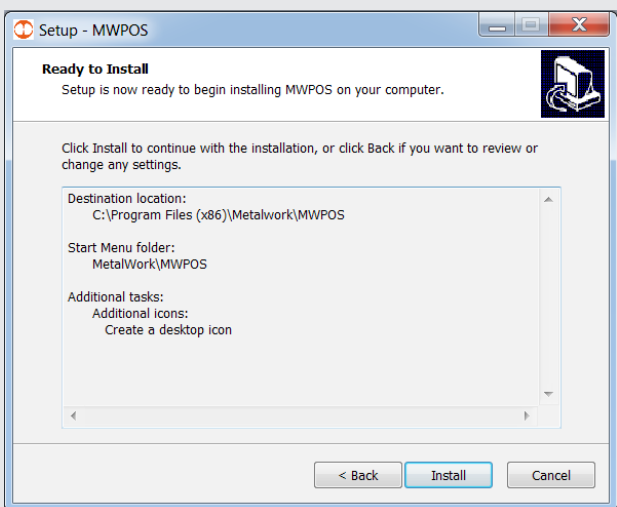 Setup - MWPOS
Ready to Install
Setup is now ready to begin installing MWPOS on your computer.
Click Install to continue with the installation, or click Back if you want to review or
change any settings.
Destination location:
C:\Program Files (x86)\Metalwork\MWPOS
Start Menu folder:
MetalWork\MWPOS
Additional tasks:
Additional icons:
Create a desktop icon
< Back
Install
Cancel